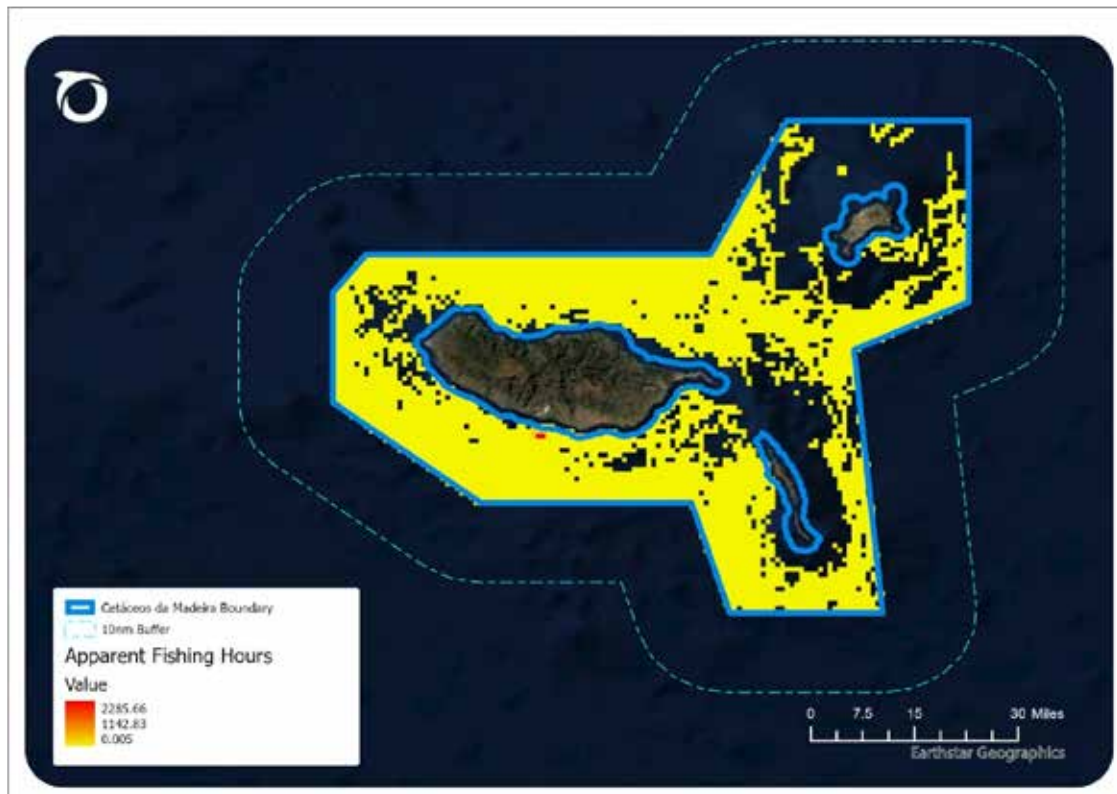 Cetáceos da Madeira Boundary
10nm Buffer
Apparent Fishing Hours
Value
2285.66
1142.83
0.005
0 7.5 15 30 Miles
Earthstar Geographics